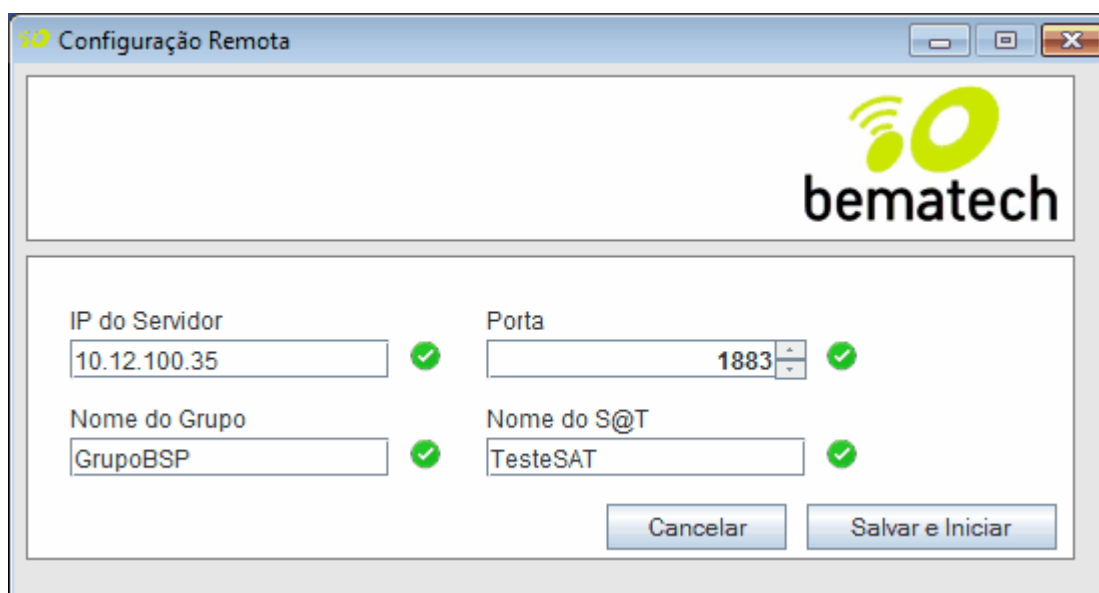 Configuração Remota
bematech
IP do Servidor
Porta
10.12.100.35
1883
Nome do Grupo
Nome do S@T
GrupoBSP
TesteSAT
Cancelar
Salvar e Iniciar